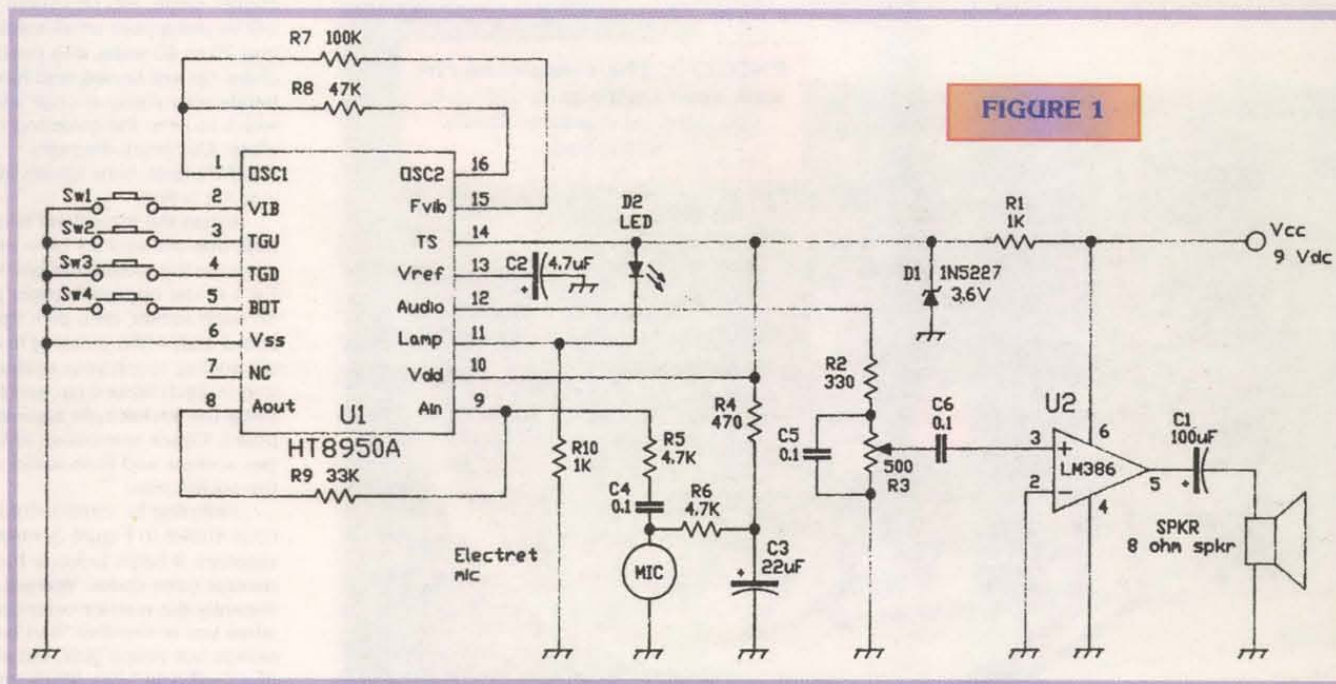 FIGURE 1
R7 100K
R8 47K
1 OSC1
2 VIB
3 TGU
4 TGD
5 BOT
6 Vss
7 NC
8 Aout
16 OSC2
15 Fvib
14 TS
13 Vref
12 Audio
11 Lamp
10 Vdd
9 Ain
U1
HT8950A
Sw1
Sw2
Sw3
Sw4
R9 33K
C2 4.7uF
+
D2
LED
R10
1K
R5
4.7K
C4
0.1
R6
4.7K
MIC
Electret
mic
R4
470
C3
22uF
+
D1 1N5227
3.6V
R1
1K
Vcc
9 Vdc
R2
330
C5
0.1
500
R3
C6
0.1
U2
LM386
3
+
2
-
6
5
4
C1
100uF
+
SPKR
8 ohm spkr